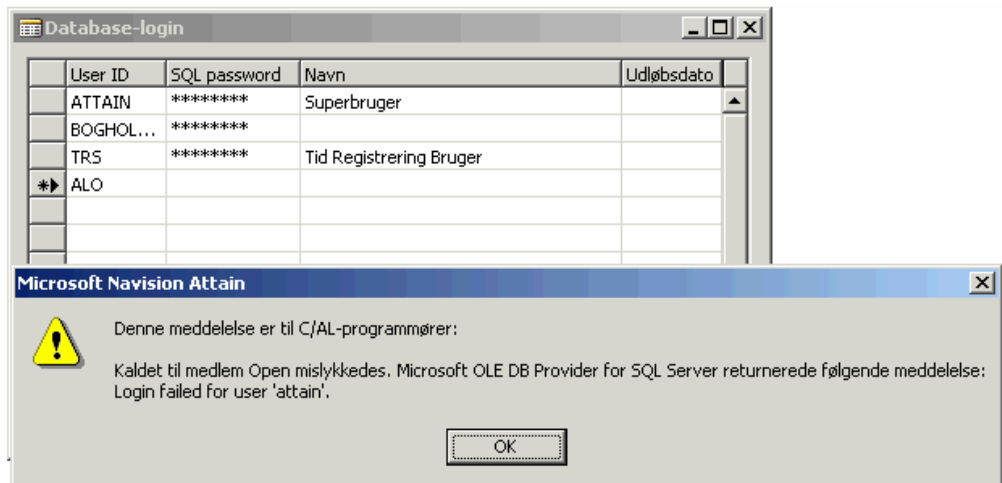 Database-login
User ID SQL password Navn Udløbsdato
ATTAIN ******** Superbruger
BOGHOL... ********
TRS ******** Tid Registrering Bruger
ALO
Microsoft Navision Attain
Denne meddelelse er til C/AL-programmører:
Kaldet til medlem Open mislykkedes. Microsoft OLE DB Provider for SQL Server returnerede følgende meddelelse:
Login failed for user 'attain'.
OK